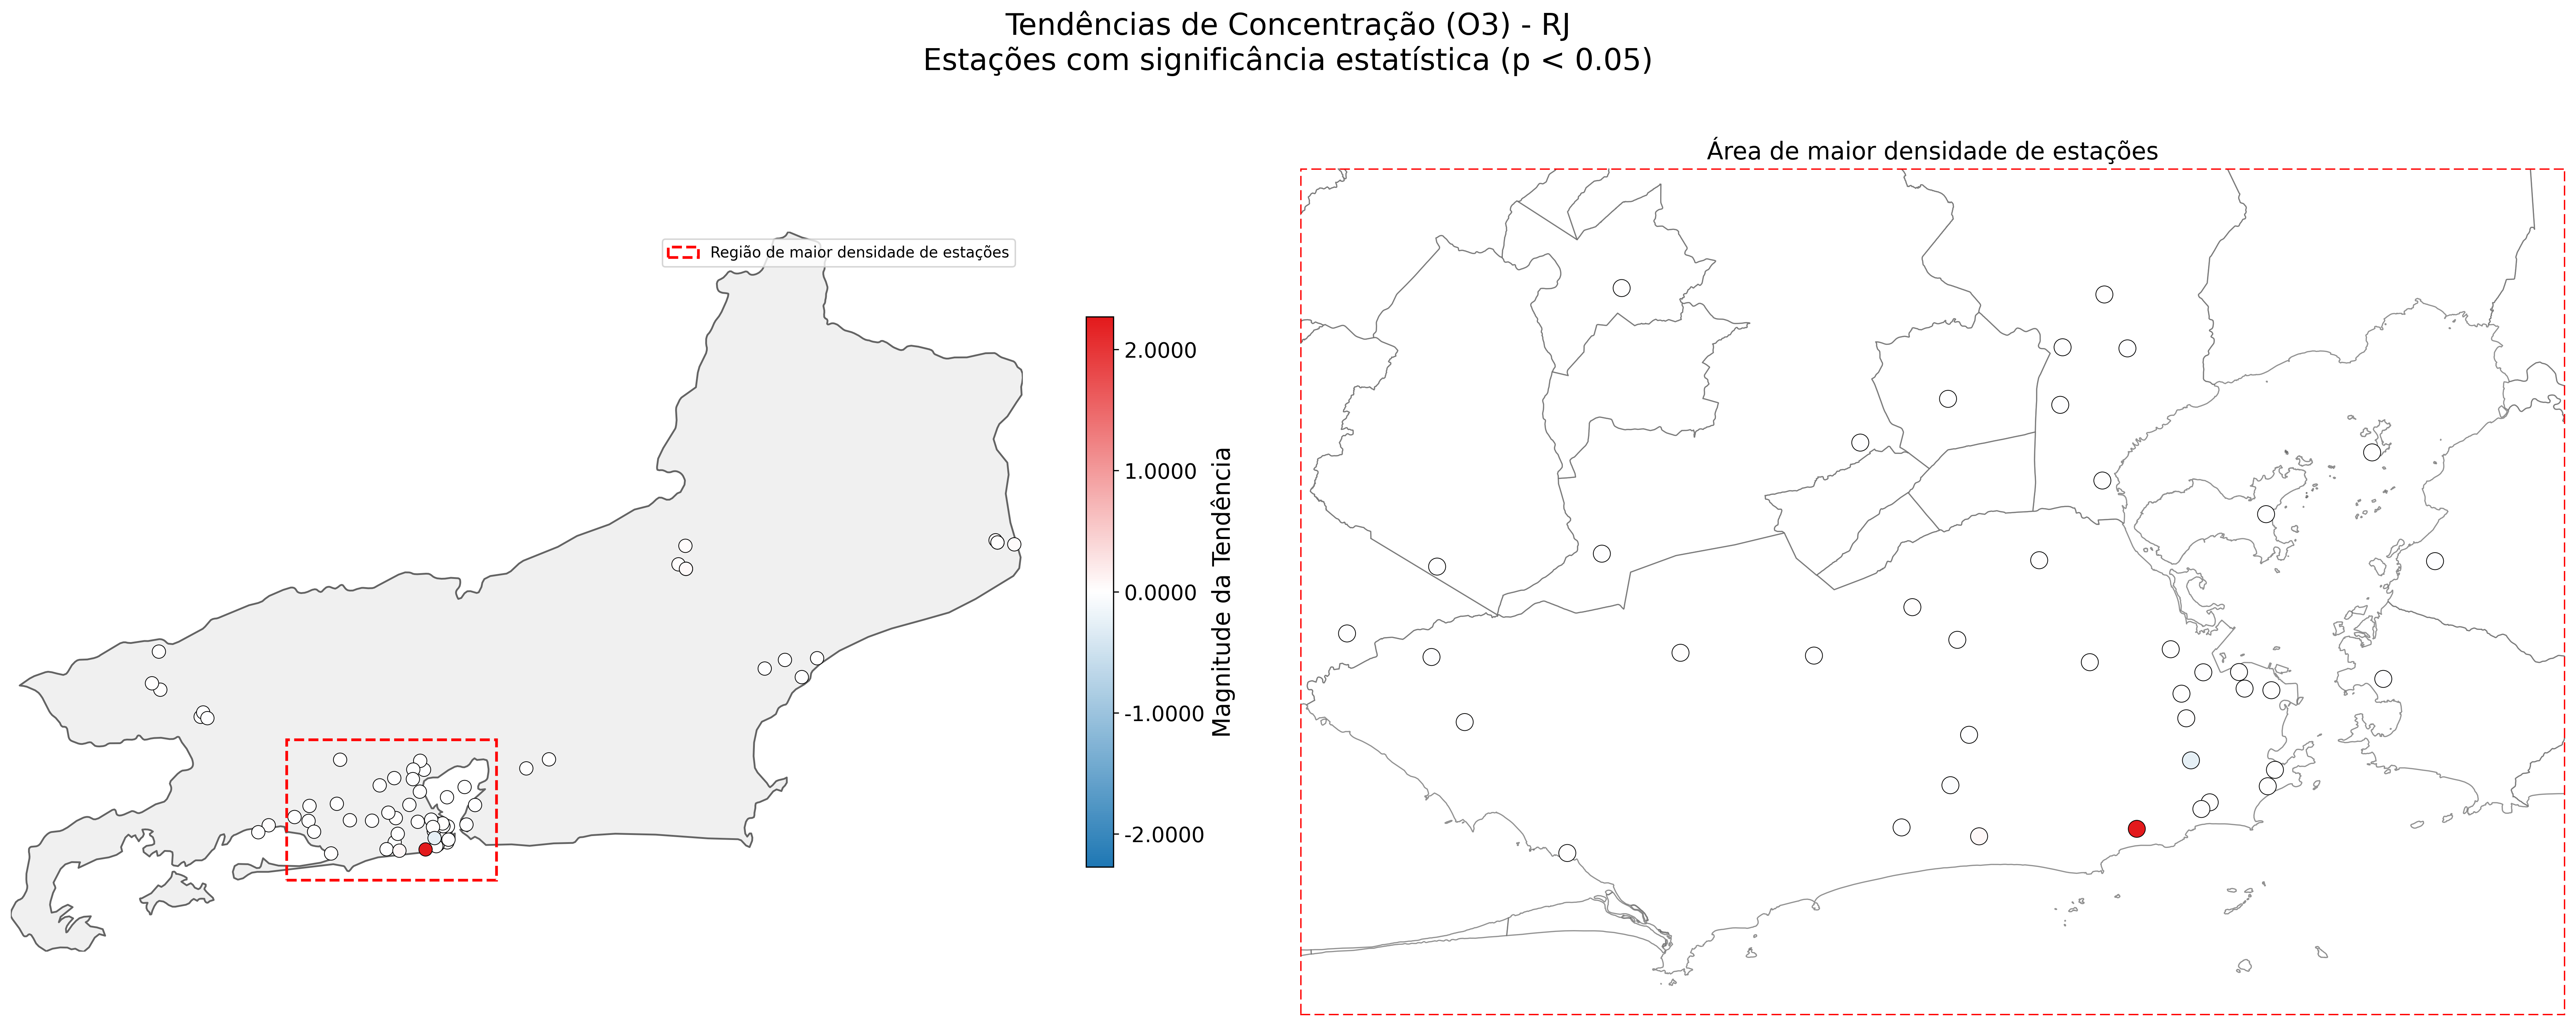 Tendências de Concentração (O3) - RJ
Estações com significância estatística (p < 0.05)
Região de maior densidade de estações
2.0000
1.0000
0.0000
-1.0000
-2.0000
Magnitude da Tendência
Área de maior densidade de estações